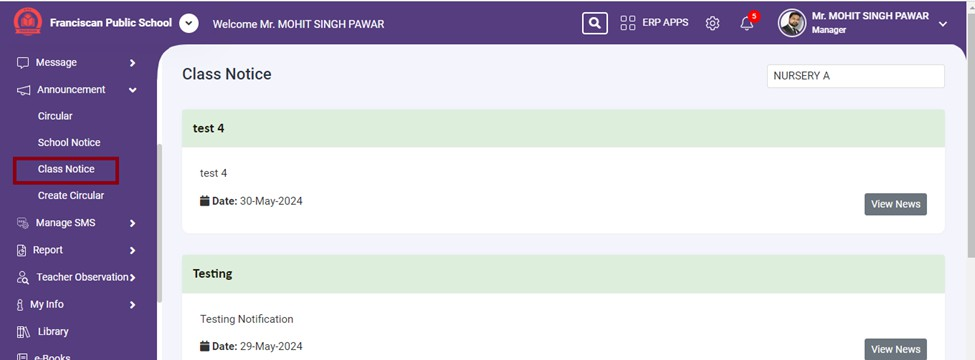 Franciscan Public School
Welcome Mr. MOHIT SINGH PAWAR
ERP APPS
5
Mr. MOHIT SINGH PAWAR
Manager
Message
Announcement
Circular
School Notice
Class Notice
Create Circular
Manage SMS
Report
Teacher Observation
My Info
Library
e-Books
Class Notice
NURSERY A
test 4
test 4
Date: 30-May-2024
View News
Testing
Testing Notification
Date: 29-May-2024
View News